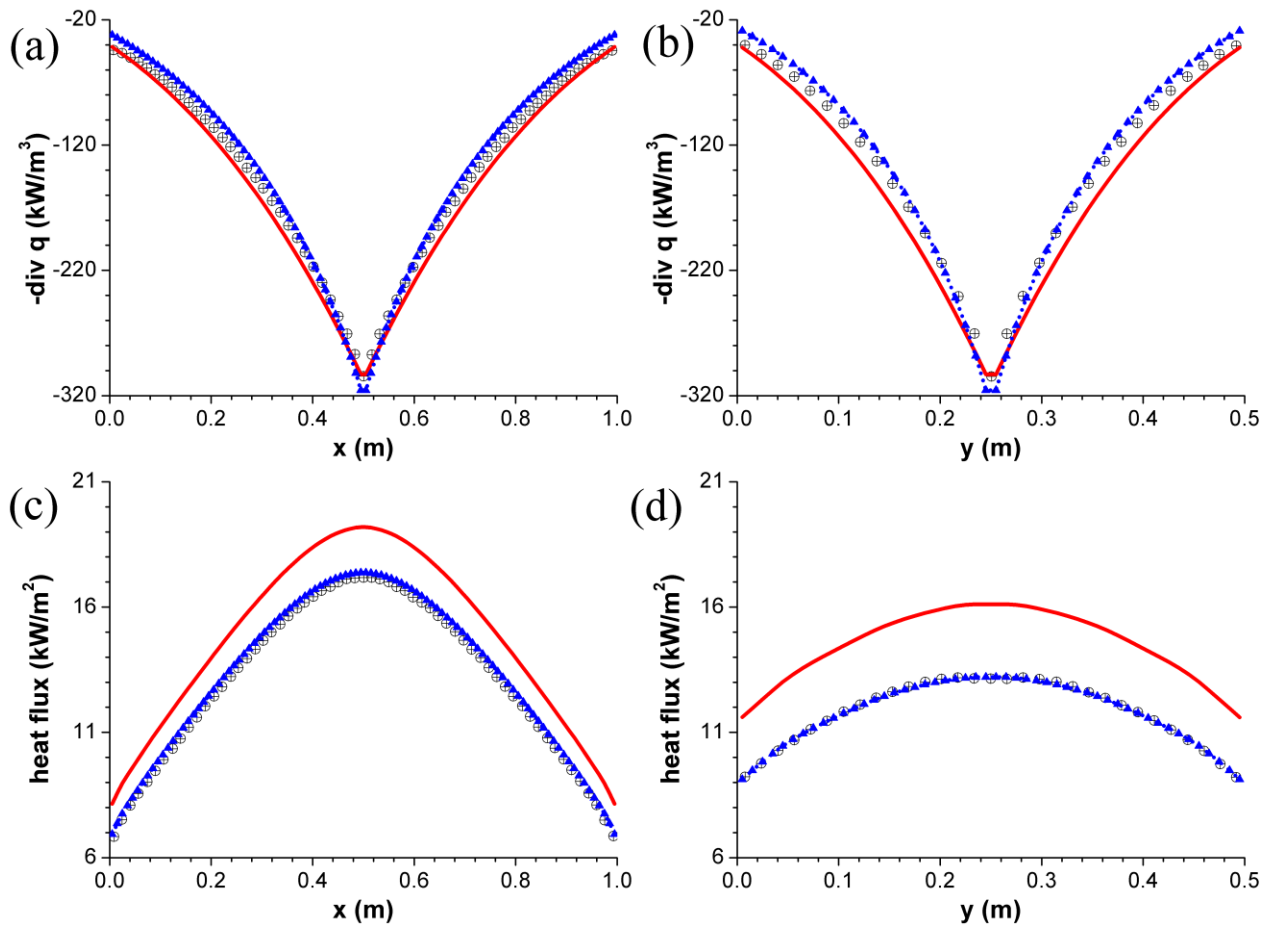 (a)
-div q (kW/m³)
-20
-120
-220
-320
0.0 0.2 0.4 0.6 0.8 1.0
x (m)
(b)
-div q (kW/m³)
-20
-120
-220
-320
0.0 0.1 0.2 0.3 0.4 0.5
y (m)
(c)
heat flux (kW/m²)
21
16
11
6
0.0 0.2 0.4 0.6 0.8 1.0
x (m)
(d)
heat flux (kW/m²)
21
16
11
6
0.0 0.1 0.2 0.3 0.4 0.5
y (m)